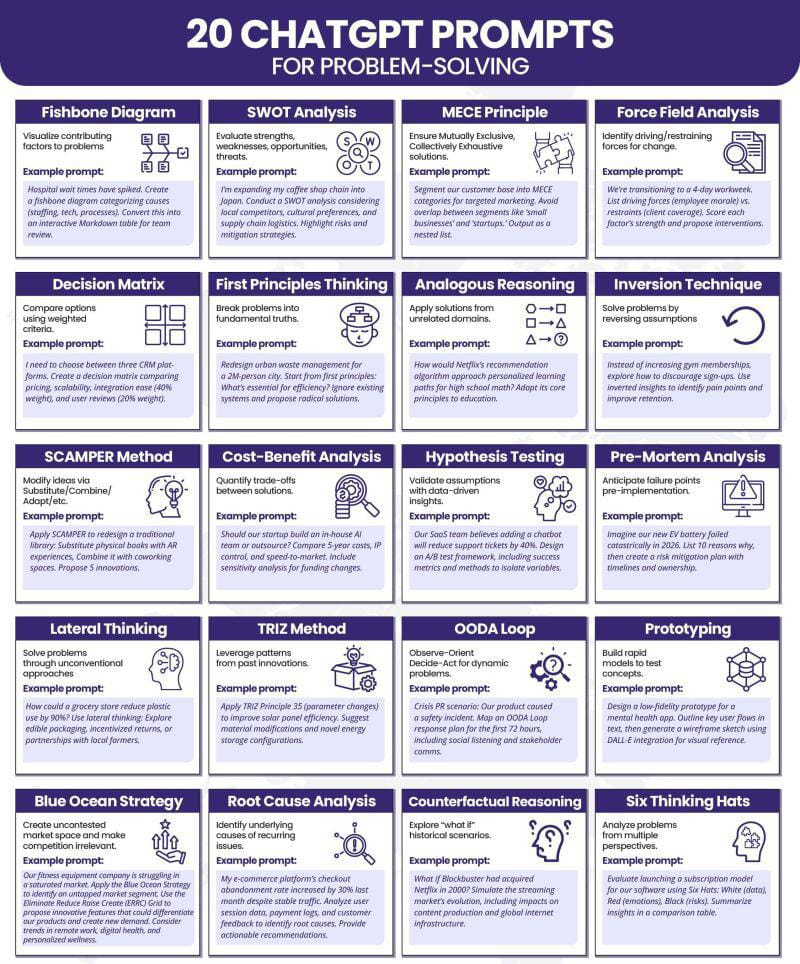 20 CHATGPT PROMPTS
FOR PROBLEM-SOLVING
Fishbone Diagram
Visualize contributing
factors to problems
Example prompt:
Hospital wait times have spiked. Create
a fishbone diagram categorizing causes
(staffing, tech, processes). Convert this into
an interactive Markdown table for team
review.
SWOT Analysis
Evaluate strengths,
weaknesses, opportunities,
threats.
S W
O T
Example prompt:
I'm expanding my coffee shop chain into
Japan. Conduct a SWOT analysis considering
local competitors, cultural preferences, and
supply chain logistics. Highlight risks and
mitigation strategies.
MECE Principle
Ensure Mutually Exclusive,
Collectively Exhaustive
solutions.
Example prompt:
Segment our customer base into MECE
categories for targeted marketing. Avoid
overlap between segments like 'small
businesses' and 'startups.' Output as a
nested list.
Force Field Analysis
Identify driving/restraining
forces for change.
Example prompt:
We're transitioning to a 4-day workweek.
List driving forces (employee morale) vs.
restraints (client coverage). Score each
factor's strength and propose interventions.
Decision Matrix
Compare options
using weighted
criteria.
Example prompt:
I need to choose between three CRM plat-
forms. Create a decision matrix comparing
pricing, scalability, integration ease (40%
weight), and user reviews (20% weight).
First Principles Thinking
Break problems into
fundamental truths.
Example prompt:
Redesign urban waste management for
a 2M-person city. Start from first principles:
What's essential for efficiency? Ignore existing
systems and propose radical solutions.
Analogous Reasoning
Apply solutions from
unrelated domains.
Example prompt:
How would Netflix's recommendation
algorithm approach personalized learning
paths for high school math? Adapt its core
principles to education.
Inversion Technique
Solve problems by
reversing assumptions
Example prompt:
Instead of increasing gym memberships,
explore how to discourage sign-ups. Use
inverted insights to identify pain points and
improve retention.
SCAMPER Method
Modify ideas via
Substitute/Combine/
Adapt/etc.
Example prompt:
Apply SCAMPER to redesign a traditional
library: Substitute physical books with AR
experiences, Combine it with coworking
spaces. Propose 5 innovations.
Cost-Benefit Analysis
Quantify trade-offs
between solutions.
Example prompt:
Should our startup build an in-house AI
team or outsource? Compare 5-year costs, IP
control, and speed-to-market. Include
sensitivity analysis for funding changes.
Hypothesis Testing
Validate assumptions
with data-driven
insights.
Example prompt:
Our SaaS team believes adding a chatbot
will reduce support tickets by 40%. Design
an A/B test framework, including success
metrics and methods to isolate variables.
Pre-Mortem Analysis
Anticipate failure points
pre-implementation.
Example prompt:
Imagine our new EV battery failed
catastrically in 2026. List 10 reasons why,
then create a risk mitigation plan with
timelines and ownership.
Lateral Thinking
Solve problems
through unconventional
approaches
Example prompt:
How could a grocery store reduce plastic
use by 90%? Use lateral thinking: Explore
edible packaging, incentivized returns, or
partnerships with local farmers.
TRIZ Method
Leverage patterns
from past innovations.
Example prompt:
Apply TRIZ Principle 35 (parameter changes)
to improve solar panel efficiency. Suggest
material modifications and novel energy
storage configurations.
OODA Loop
Observe-Orient
Decide-Act for dynamic
problems.
Example prompt:
Crisis PR scenario: Our product caused
a safety incident. Map an OODA Loop
response plan for the first 72 hours,
including social listening and stakeholder
comms.
Prototyping
Build rapid
models to test
concepts.
Example prompt:
Design a low-fidelity prototype for a
mental health app. Outline key user flows in
text, then generate a wireframe sketch using
DALL-E integration for visual reference.
Blue Ocean Strategy
Create uncontested
market space and make
competition irrelevant.
Example prompt:
Our fitness equipment company is struggling in
a saturated market. Apply the Blue Ocean Strategy
to identify an untapped market segment. Use the
Eliminate Reduce Raise Create (ERRC) Grid to
propose innovative features that could differentiate
our products and create new demand. Consider
trends in remote work, digital health, and
personalized wellness.
Root Cause Analysis
Identify underlying
causes of recurring
issues.
Example prompt:
My e-commerce platform's checkout
abandonment rate increased by 30% last
month despite stable traffic. Analyze user
session data, payment logs, and customer
feedback to identify root causes. Provide
actionable recommendations.
Counterfactual Reasoning
Explore "what if"
historical scenarios.
Example prompt:
What if Blockbuster had acquired
Netflix in 2000? Simulate the streaming
market's evolution, including impacts on
content production and global internet
infrastructure.
Six Thinking Hats
Analyze problems
from multiple
perspectives.
Example prompt:
Evaluate launching a subscription model
for our software using Six Hats: White (data),
Red (emotions), Black (risks). Summarize
insights in a comparison table.